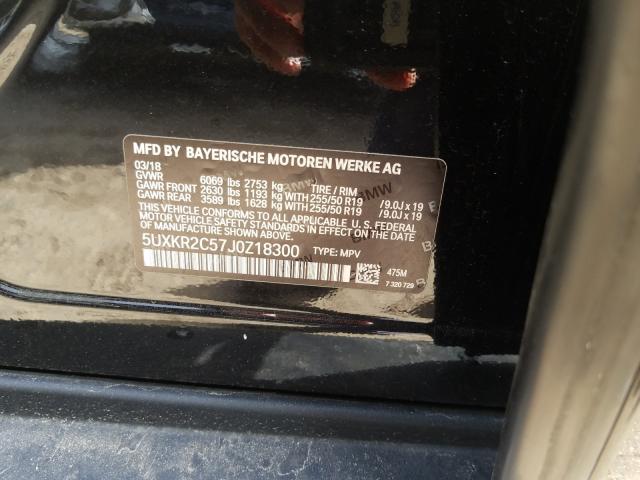 MFD BY BAYERISCHE MOTOREN WERKE AG
03/18
GVWR 6069 lbs 2753 kg TIRE / RIM
GAWR FRONT 2630 lbs 1193 kg WITH 255/50 R19 / 9.0J x 19
GAWR REAR 3589 lbs 1628 kg WITH 255/50 R19 / 9.0J x 19
THIS VEHICLE CONFORMS TO ALL APPLICABLE U.S. FEDERAL
MOTOR VEHICLE SAFETY STANDARDS IN EFFECT ON THE DATE
OF MANUFACTURE SHOWN ABOVE.
5UXKR2C57J0Z18300 TYPE: MPV
475M
7 320 729
BMW